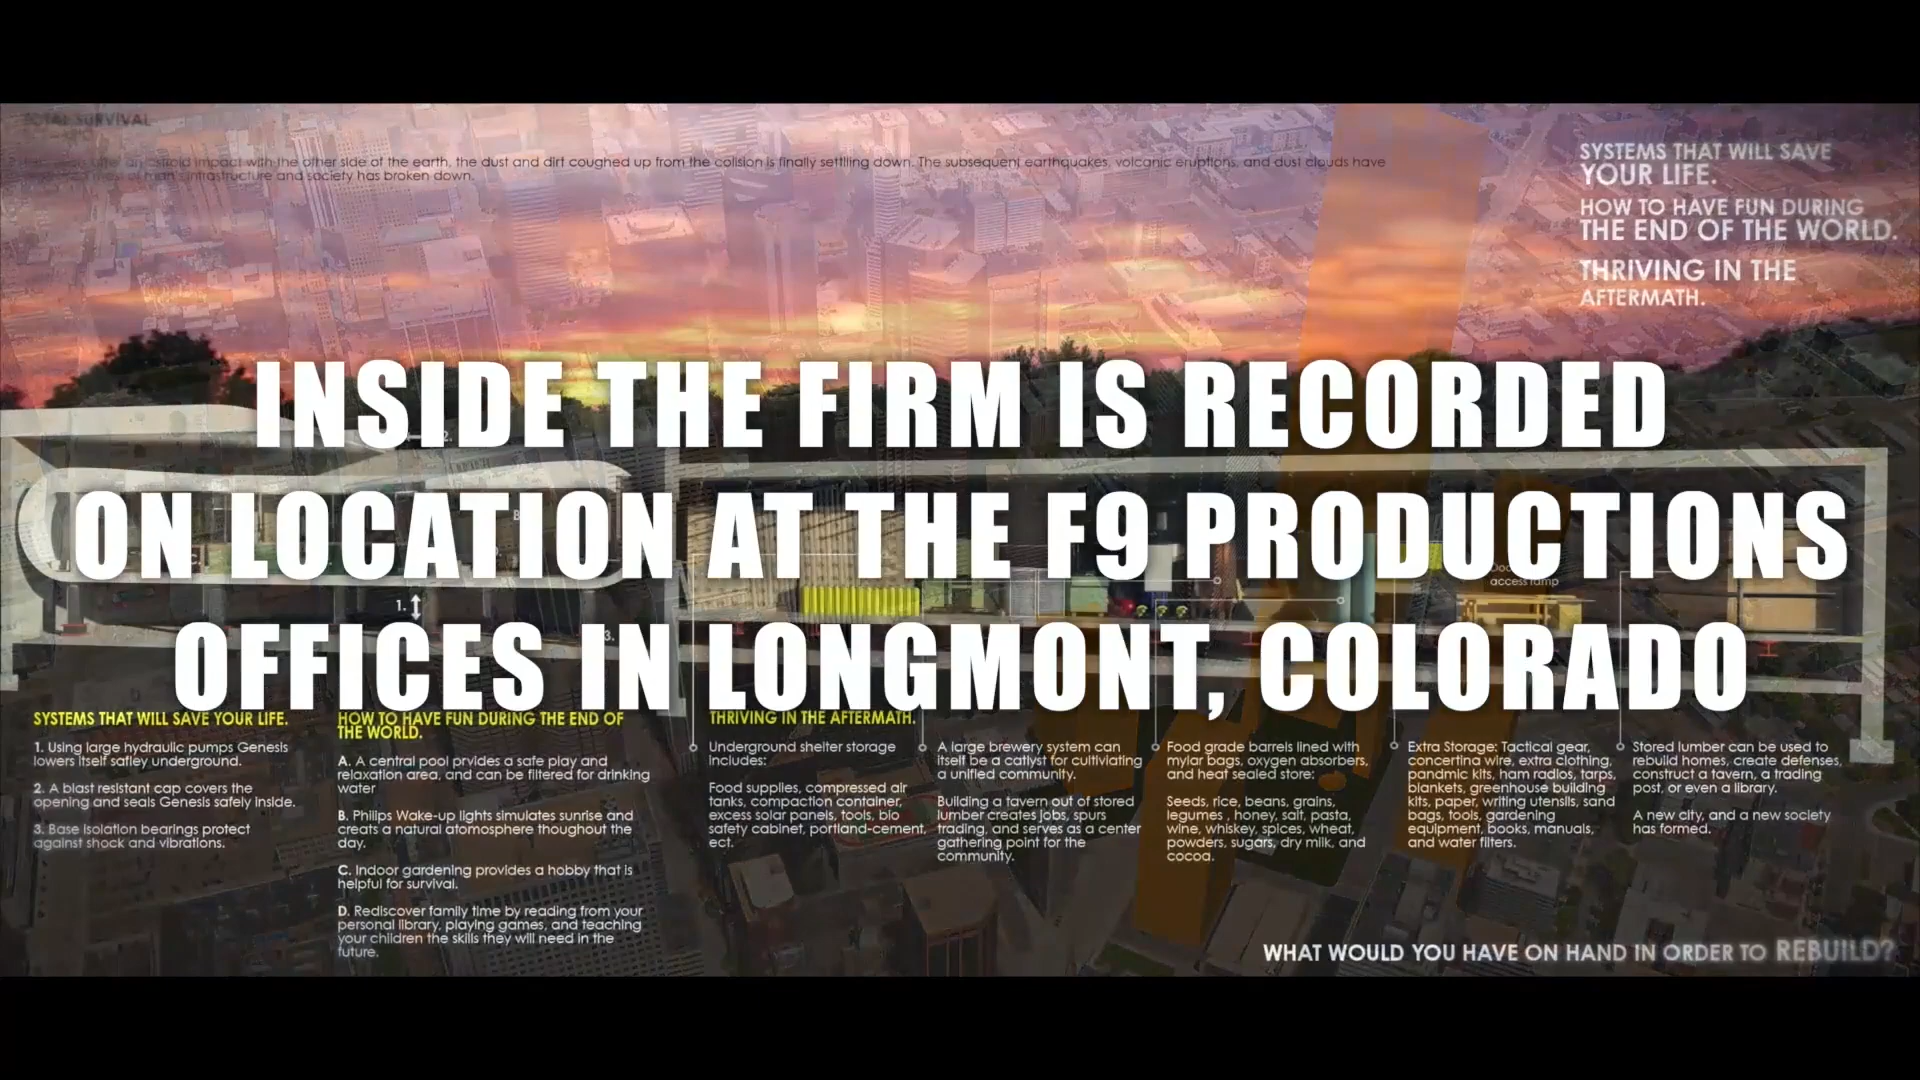 TOTAL SURVIVAL
impact with the other side of the earth, the dust and dirt coughed up from the colision is finally settiling down. The subsequent earthquakes, volcanic eruptions, and dust clouds have
infrastructure and society has broken down.
SYSTEMS THAT WILL SAVE
YOUR LIFE.
HOW TO HAVE FUN DURING
THE END OF THE WORLD.
THRIVING IN THE
AFTERMATH.
INSIDE THE FIRM IS RECORDED
ON LOCATION AT THE F9 PRODUCTIONS
OFFICES IN LONGMONT, COLORADO
2.
B
access ramp
1.
3.
SYSTEMS THAT WILL SAVE YOUR LIFE.
1. Using large hydraulic pumps Genesis
lowers itself safley underground.
2. A blast resistant cap covers the
opening and seals Genesis safely inside.
3. Base isolation bearings protect
against shock and vibrations.
HOW TO HAVE FUN DURING THE END OF
THE WORLD.
A. A central pool prvides a safe play and
relaxation area, and can be filtered for drinking
water
B. Philips Wake-up lights simulates sunrise and
creats a natural atomosphere thoughout the
day.
C. Indoor gardening provides a hobby that is
helpful for survival.
D. Rediscover family time by reading from your
personal library, playing games, and teaching
your children the skills they will need in the
future.
THRIVING IN THE AFTERMATH.
Underground shelter storage
includes:
Food supplies, compressed air
tanks, compaction container,
excess solar panels, tools, bio
safety cabinet, portland-cement,
ect.
A large brewery system can
itself be a catlyst for cultivating
a unified community.
Building a tavern out of stored
lumber creates jobs, spurs
trading, and serves as a center
gathering point for the
community.
Food grade barrels lined with
mylar bags, oxygen absorbers,
and heat sealed store:
Seeds, rice, beans, grains,
legumes , honey, salt, pasta,
wine, whiskey, spices, wheat,
powders, sugars, dry milk, and
cocoa.
Extra Storage: Tactical gear,
concertina wire, extra clothing,
pandmic kits, ham radios, tarps,
blankets, greenhouse building
kits, paper, writing utensils, sand
bags, tools, gardening
equipment, books, manuals,
and water filters.
Stored lumber can be used to
rebuild homes, create defenses,
construct a tavern, a trading
post, or even a library.
A new city, and a new society
has formed.
WHAT WOULD YOU HAVE ON HAND IN ORDER TO REBUILD?